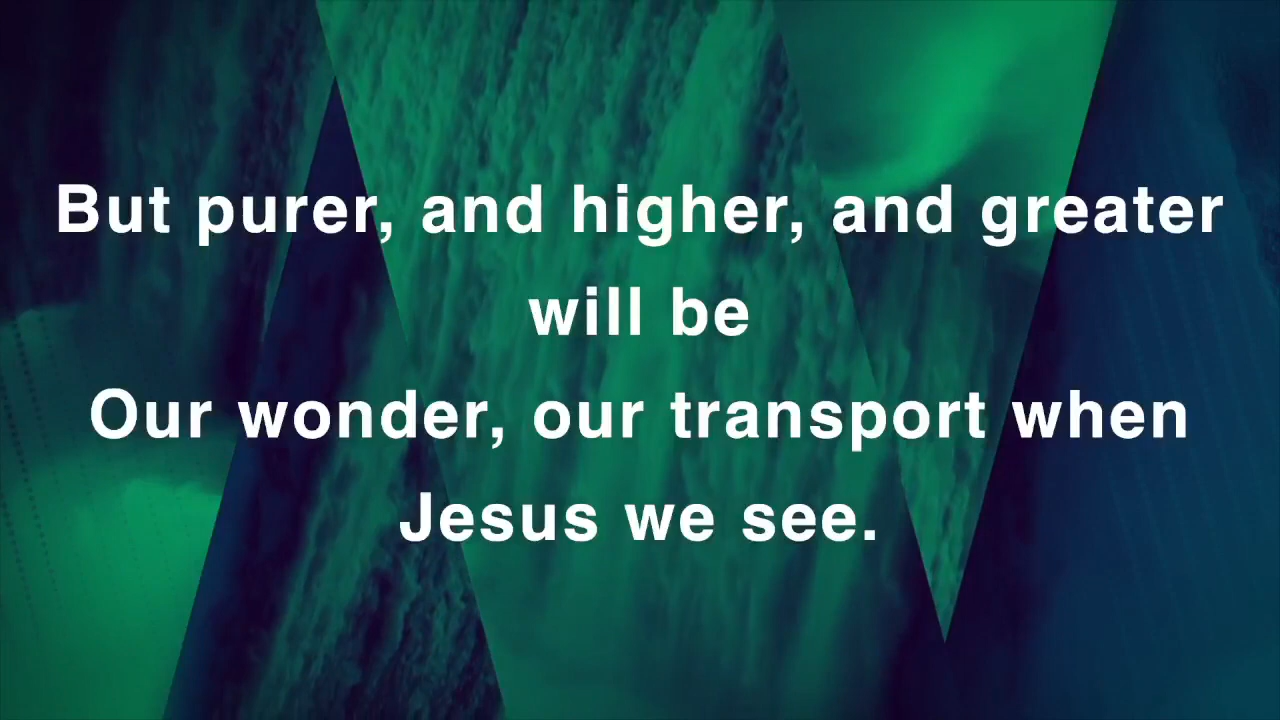 But purer, and higher, and greater
will be
Our wonder, our transport when
Jesus we see.